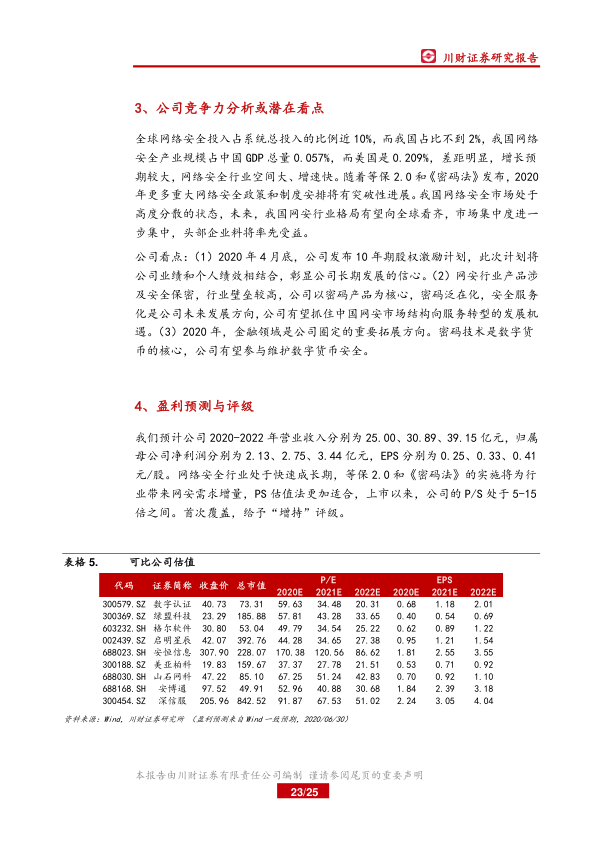 川财证券研究报告
3、公司竞争力分析或潜在看点
全球网络安全投入占系统总投入的比例近 10%，而我国占比不到 2%，我国网络
安全产业规模占中国 GDP 总量 0.057%，而美国是 0.209%，差距明显，增长预
期较大，网络安全行业空间大、增速快。随着等保 2.0 和《密码法》发布，2020
年更多重大网络安全政策和制度安排将有突破性进展。我国网络安全市场处于
高度分散的状态，未来，我国网安行业格局有望向全球看齐，市场集中度进一
步集中，头部企业料将率先受益。
公司看点：（1）2020 年 4 月底，公司发布 10 年期股权激励计划，此次计划将
公司业绩和个人绩效相结合，彰显公司长期发展的信心。（2）网安行业产品涉
及安全保密，行业壁垒较高，公司以密码产品为核心，密码泛在化，安全服务
化是公司未来发展方向，公司有望抓住中国网安市场结构向服务转型的发展机
遇。（3）2020 年，金融领域是公司圈定的重要拓展方向。密码技术是数字货
币的核心，公司有望参与维护数字货币安全。
4、盈利预测与评级
我们预计公司 2020-2022 年营业收入分别为 25.00、30.89、39.15 亿元，归属
母公司净利润分别为 2.13、2.75、3.44 亿元，EPS 分别为 0.25、0.33、0.41
元/股。网络安全行业处于快速成长期，等保 2.0 和《密码法》的实施将为行
业带来网安需求增量，PS 估值法更加适合，上市以来，公司的 P/S 处于 5-15
倍之间。首次覆盖，给予“增持”评级。
表格 5. 可比公司估值
代码 证券简称 收盘价 总市值 P/E EPS
2020E 2021E 2022E 2020E 2021E 2022E
300579.SZ 数字认证 40.73 73.31 59.63 34.48 20.31 0.68 1.18 2.01
300369.SZ 绿盟科技 23.29 185.88 57.81 43.28 33.65 0.40 0.54 0.69
603232.SH 格尔软件 30.80 53.04 49.79 34.54 25.22 0.62 0.89 1.22
002439.SZ 启明星辰 42.07 392.76 44.28 34.65 27.38 0.95 1.21 1.54
688023.SH 安恒信息 307.90 228.07 170.38 120.56 86.62 1.81 2.55 3.55
300188.SZ 美亚柏科 19.83 159.67 37.37 27.78 21.51 0.53 0.71 0.92
688030.SH 山石网科 47.22 85.10 67.25 51.24 42.83 0.70 0.92 1.10
688168.SH 安博通 97.52 49.91 52.96 40.88 30.68 1.84 2.39 3.18
300454.SZ 深信服 205.96 842.52 91.87 67.53 51.02 2.24 3.05 4.04
资料来源：Wind，川财证券研究所 （盈利预测来自 Wind 一致预期，2020/06/30）
本报告由川财证券有限责任公司编制 谨请参阅尾页的重要声明
23/25